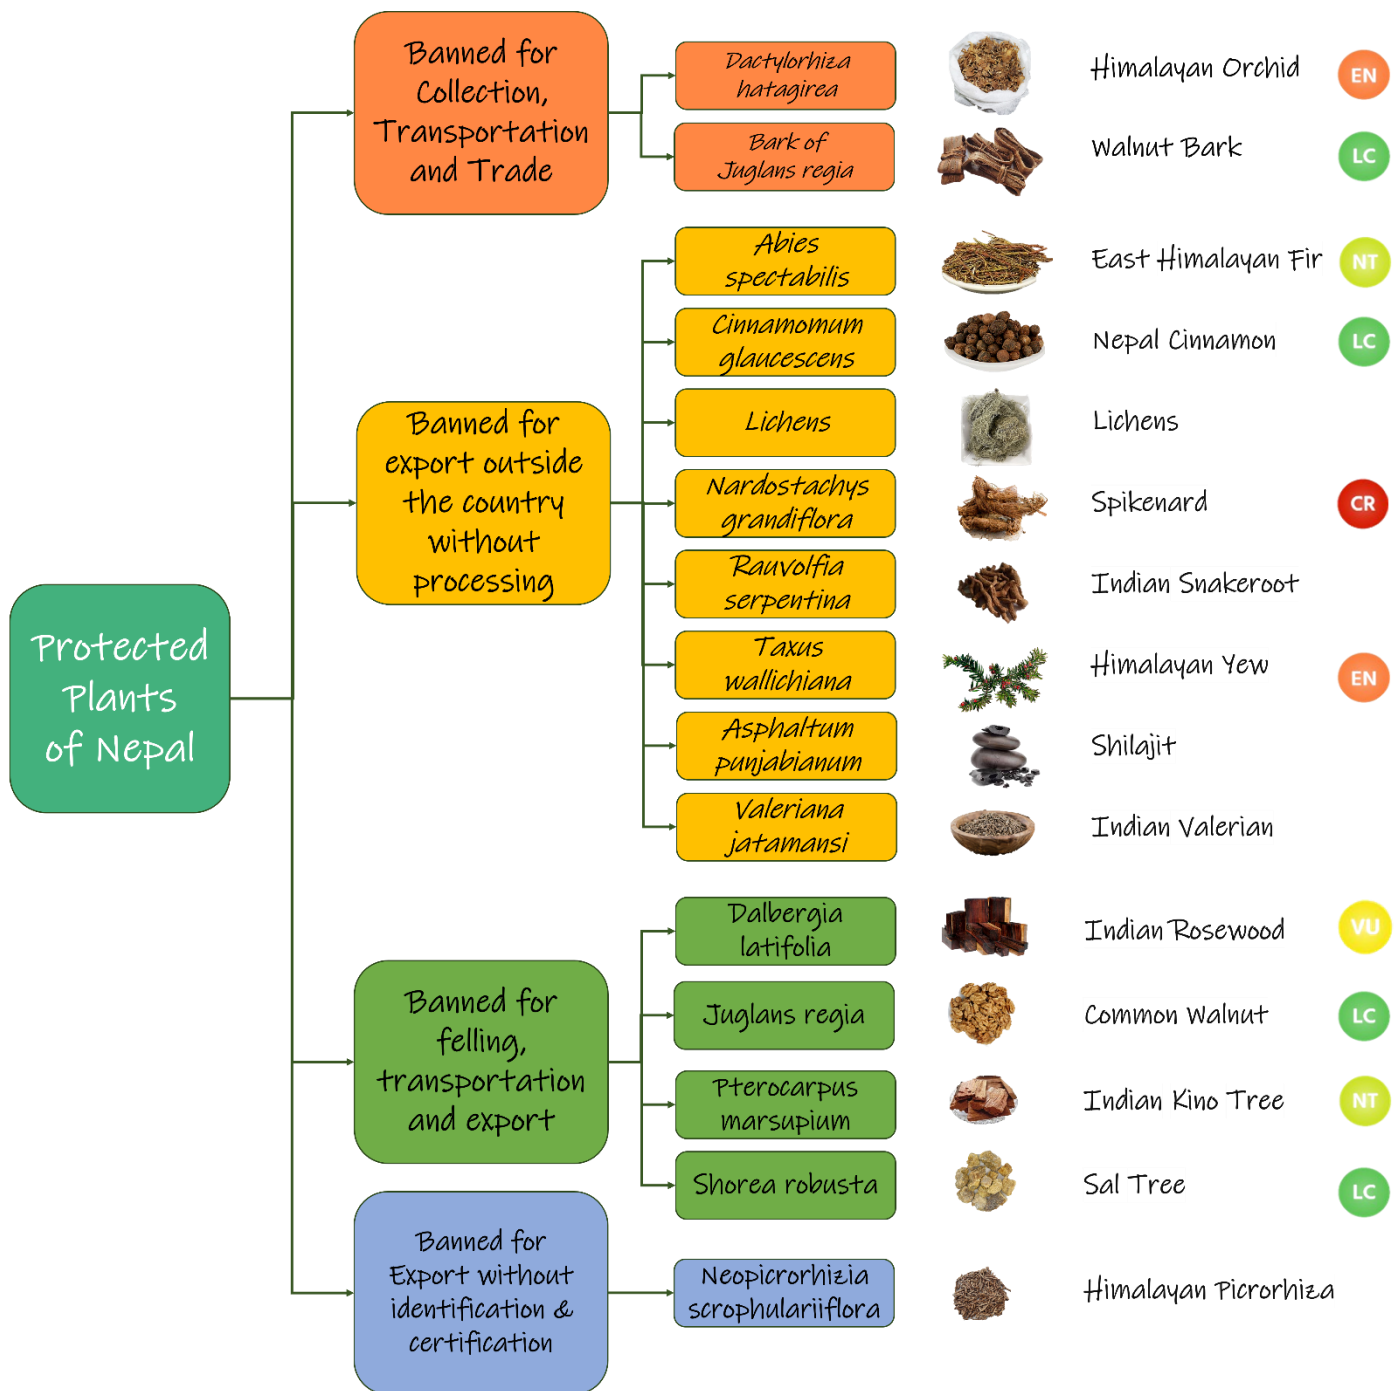 Protected
Plants
of Nepal
Banned for
Collection,
Transportation
and Trade
Dactylorhiza
hatagirea
Himalayan Orchid
EN
Bark of
Juglans regia
Walnut Bark
LC
Banned for
export outside
the country
without
processing
Abies
spectabilis
East Himalayan Fir
NT
Cinnamomum
glaucescens
Nepal Cinnamon
LC
Lichens
Lichens
Nardostachys
grandiflora
Spikenard
CR
Rauvolfia
serpentina
Indian Snakeroot
Taxus
wallichiana
Himalayan Yew
EN
Asphaltum
punjabianum
Shilajit
Valeriana
jatamansi
Indian Valerian
Banned for
felling,
transportation
and export
Dalbergia
latifolia
Indian Rosewood
VU
Juglans regia
Common Walnut
LC
Pterocarpus
marsupium
Indian Kino Tree
NT
Shorea robusta
Sal Tree
LC
Banned for
Export without
identification &
certification
Neopicrorhizia
scrophulariiflora
Himalayan Picrorhiza